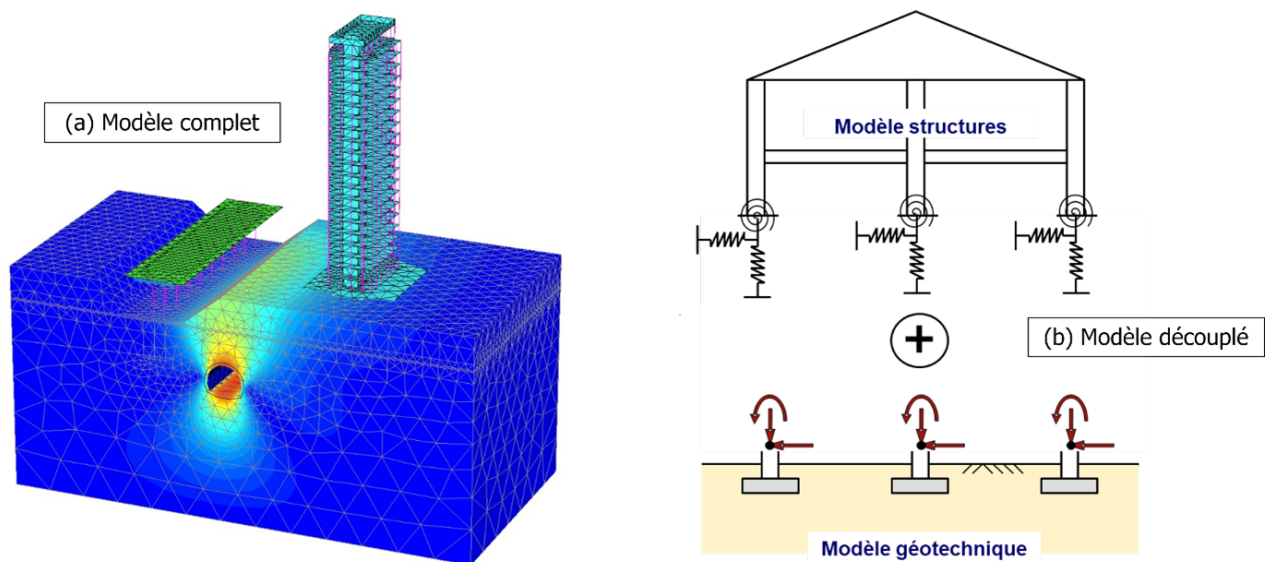 (a) Modèle complet
Modèle structures
(b) Modèle découplé
Modèle géotechnique